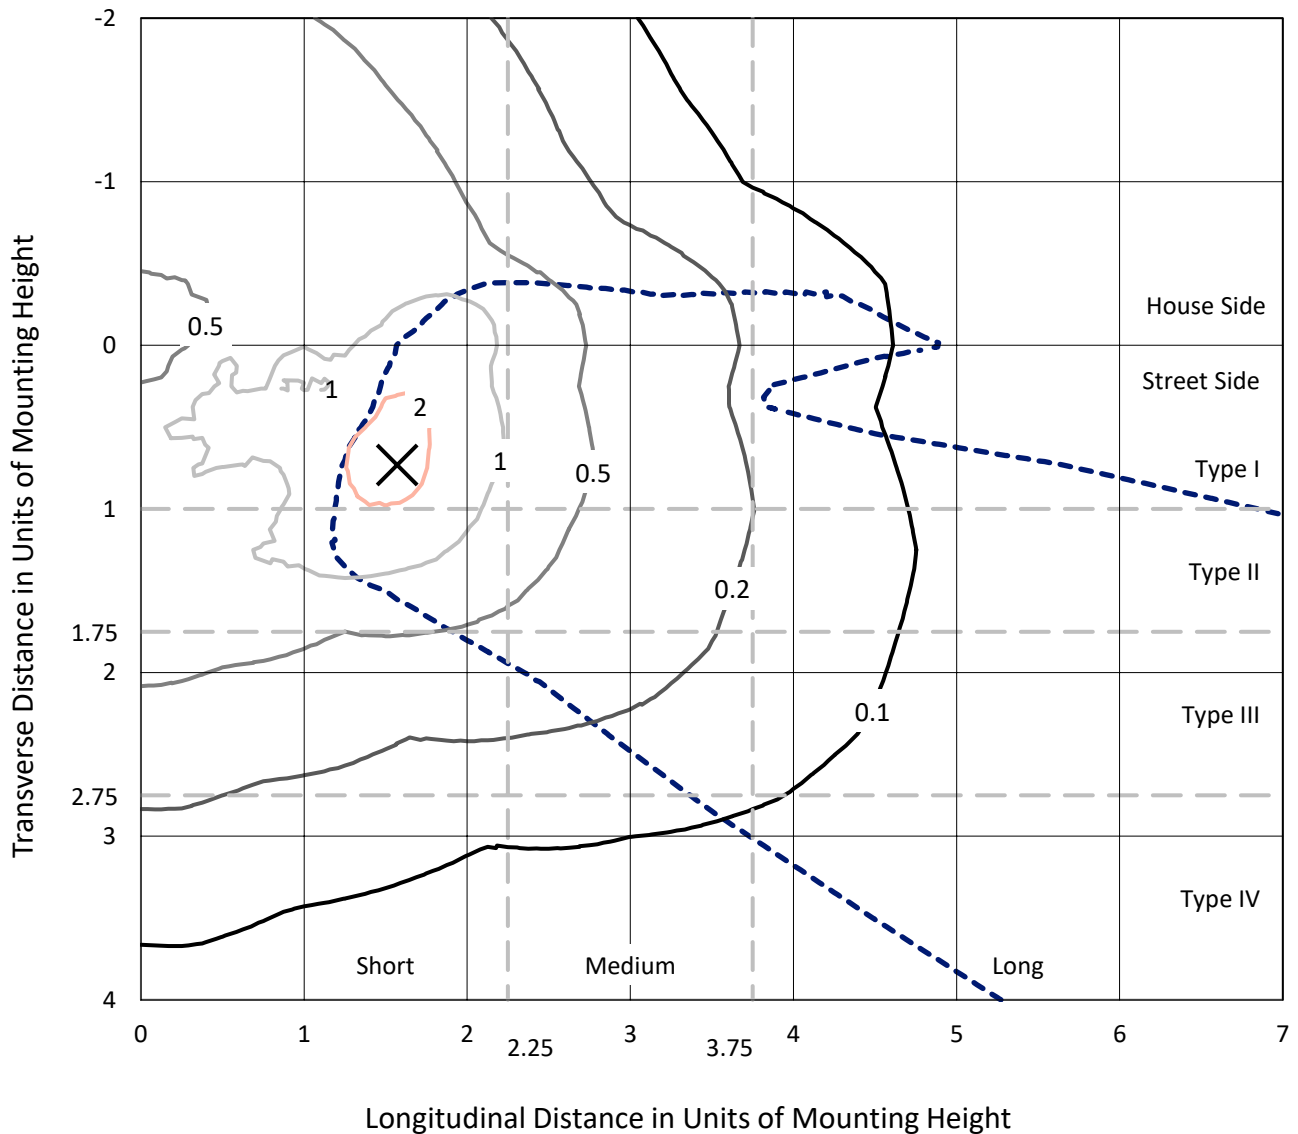 -2
-1
0
1
1.75
2
2.75
3
4
Transverse Distance in Units of Mounting Height
0.5
1
2
1
0.5
0.2
0.1
House Side
Street Side
Type I
Type II
Type III
Type IV
Short
Medium
Long
0
1
2
2.25
3
3.75
4
5
6
7
Longitudinal Distance in Units of Mounting Height